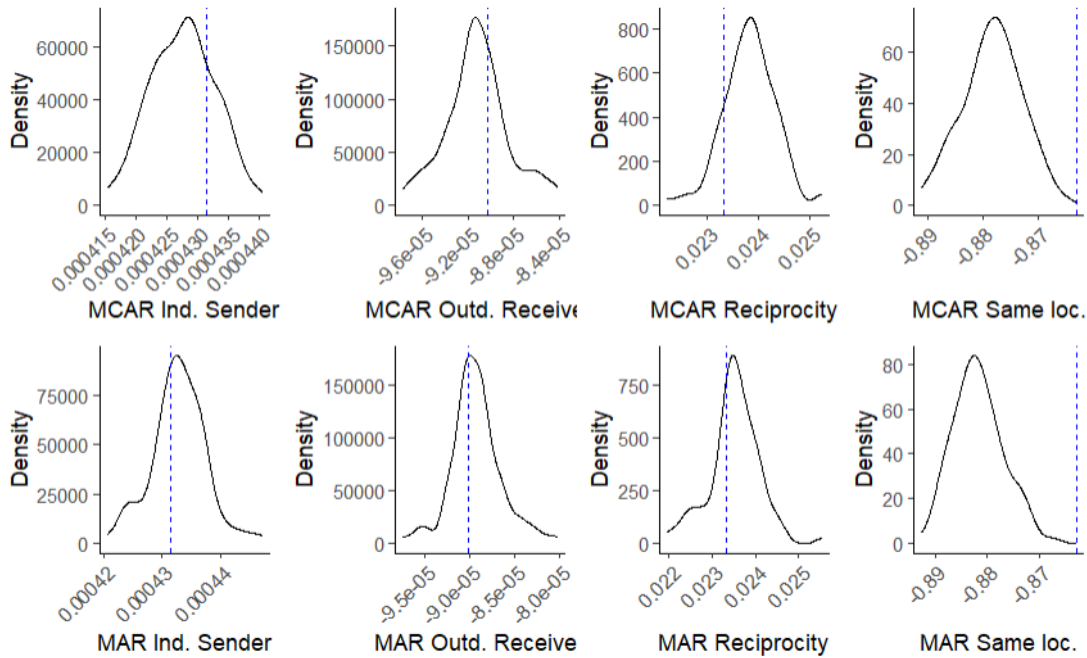 Density
60000
40000
20000
0
0.000415
0.000420
0.000425
0.000430
0.000435
0.000440
MCAR Ind. Sender
Density
150000
100000
50000
0
-9.6e-05
-9.2e-05
-8.8e-05
-8.4e-05
MCAR Outd. Receive
Density
800
600
400
200
0
0.023
0.024
0.025
MCAR Reciprocity
Density
60
40
20
0
-0.89
-0.88
-0.87
MCAR Same loc.
Density
75000
50000
25000
0
0.00042
0.00043
0.00044
MAR Ind. Sender
Density
150000
100000
50000
0
-9.5e-05
-9.0e-05
-8.5e-05
-8.0e-05
MAR Outd. Receive
Density
750
500
250
0
0.022
0.023
0.024
0.025
MAR Reciprocity
Density
80
60
40
20
0
-0.89
-0.88
-0.87
MAR Same loc.